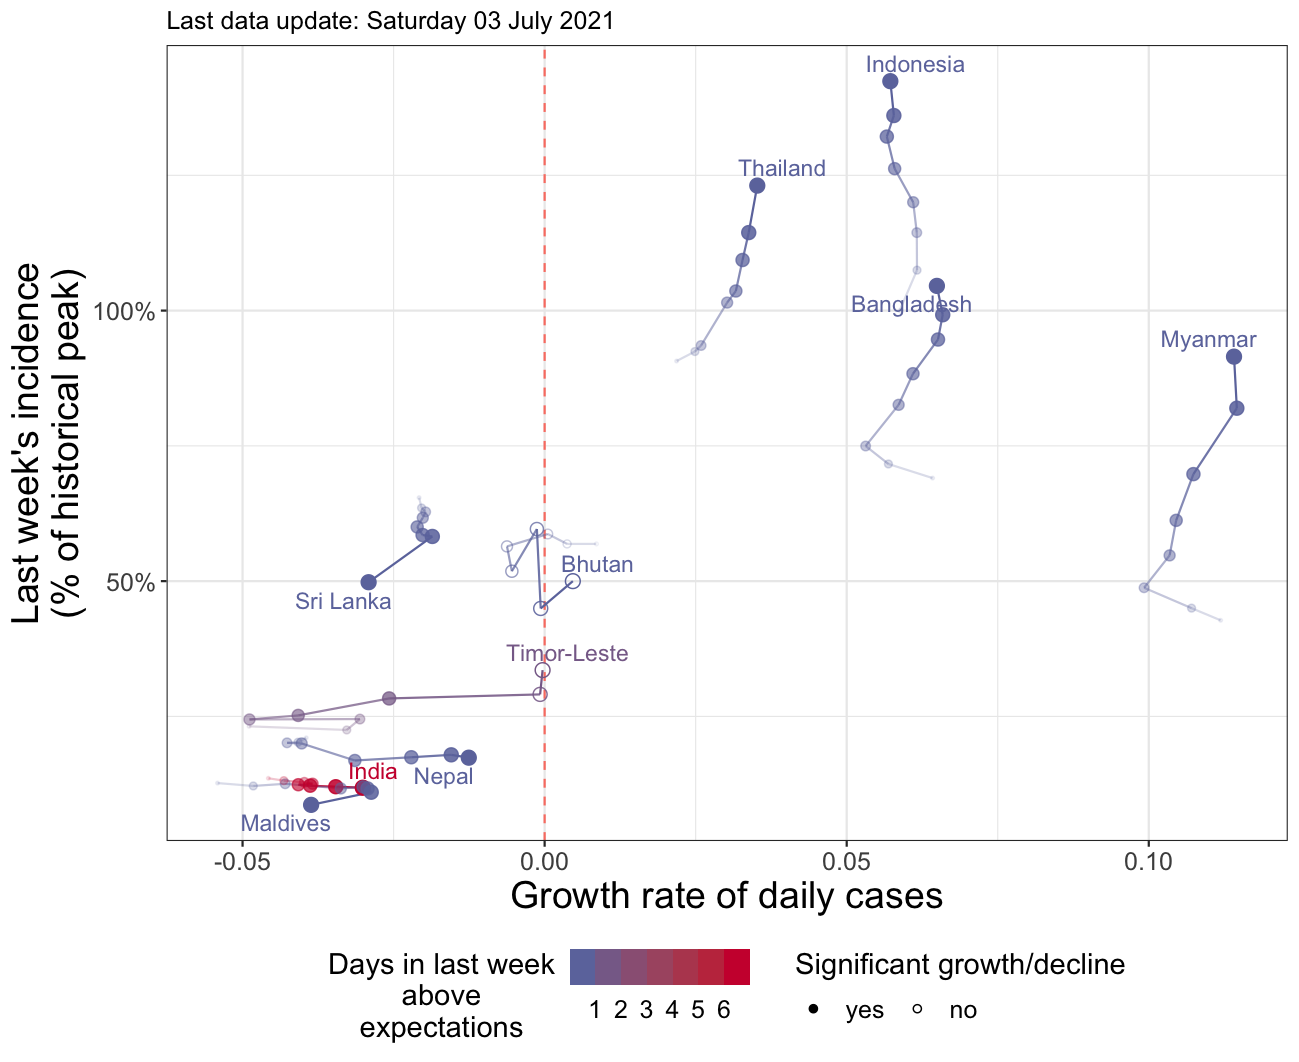 Last data update: Saturday 03 July 2021
Indonesia
Thailand
Bangladesh
100%
Myanmar
Last week's incidence
(% of historical peak)
Bhutan
50%
Sri Lanka
Timor-Leste
India
Nepal
Maldives
-0.05 0.00 0.05 0.10
Growth rate of daily cases
Days in last week
above
expectations
1 2 3 4 5 6
Significant growth/decline
yes no